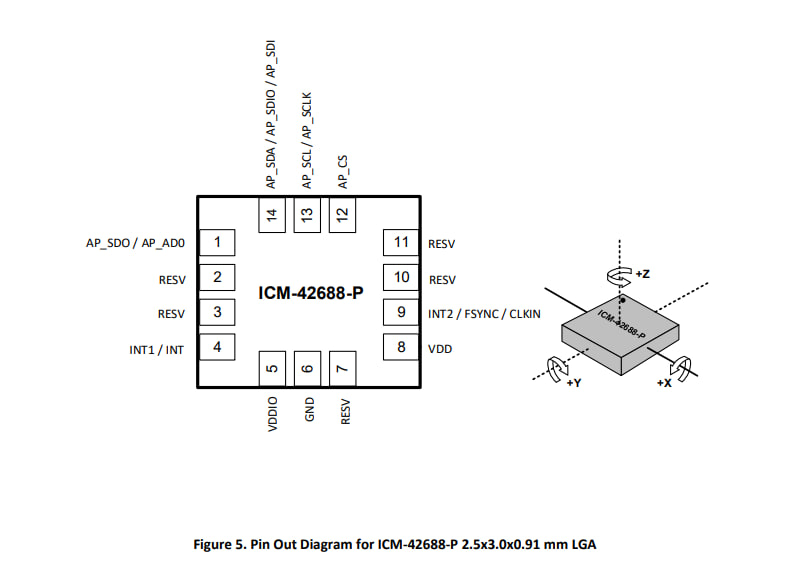 AP_SDA / AP_SDIO / AP_SDI
AP_SCL / AP_SCLK
AP_CS
14
13
12
AP_SDO / AP_AD0
1
11
RESV
RESV
2
10
RESV
ICM-42688-P
RESV
3
9
INT2 / FSYNC / CLKIN
INT1 / INT
4
8
VDD
5
6
7
VDDIO
GND
RESV
+Z
ICM-42688-P
+Y
+X
Figure 5. Pin Out Diagram for ICM-42688-P 2.5x3.0x0.91 mm LGA